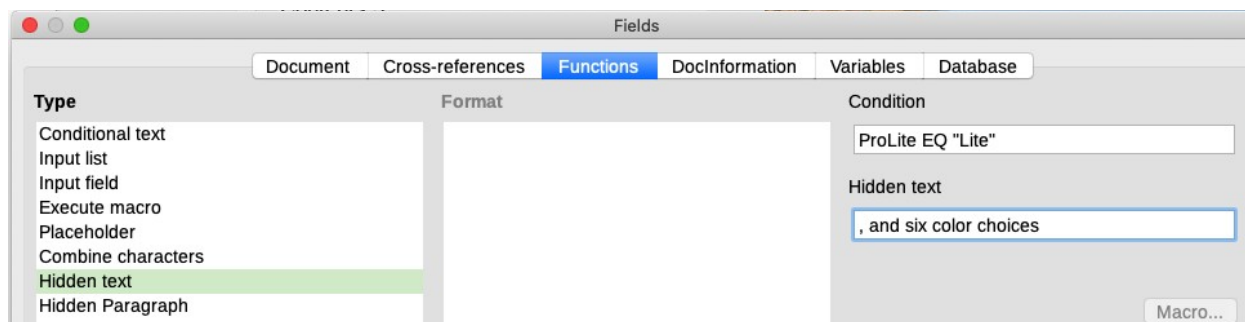 Fields
Document Cross-references Functions DocInformation Variables Database
Type
Conditional text
Input list
Input field
Execute macro
Placeholder
Combine characters
Hidden text
Hidden Paragraph
Format
Condition
ProLite EQ "Lite"
Hidden text
, and six color choices
Macro...